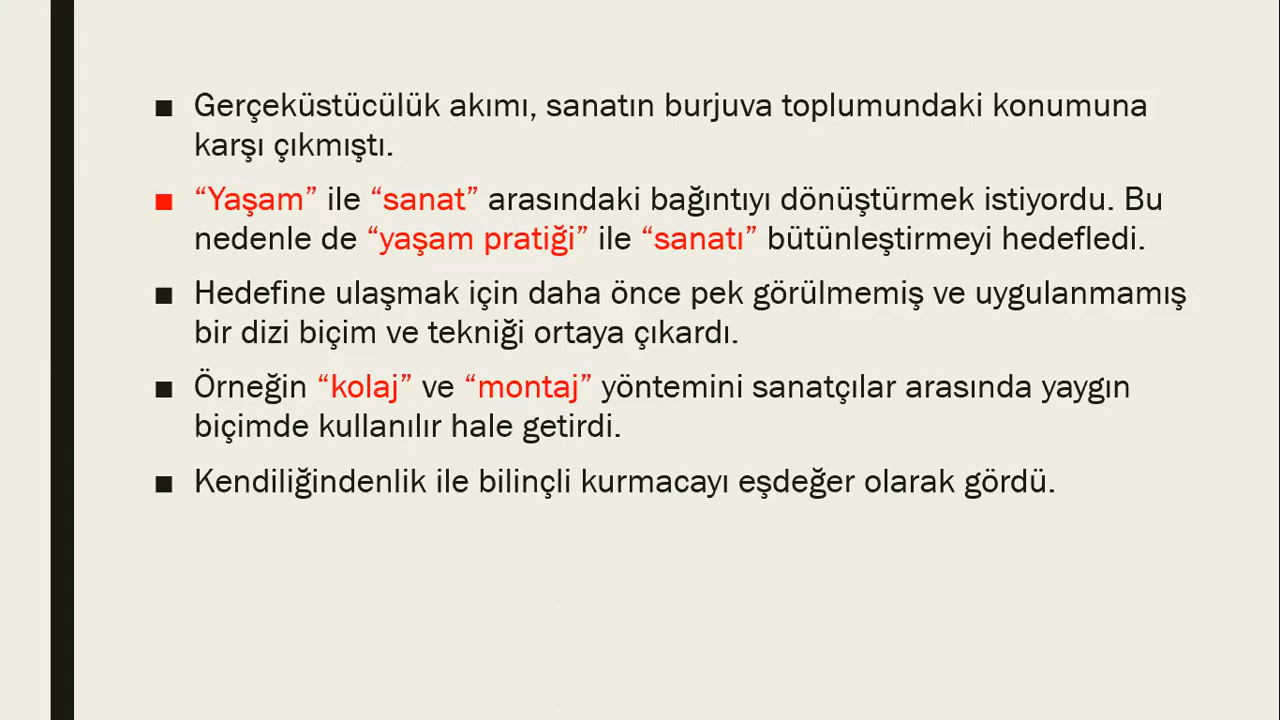 ■ Gerçeküstücülük akımı, sanatın burjuva toplumundaki konumuna
karşı çıkmıştı.
■ “Yaşam” ile “sanat” arasındaki bağıntıyı dönüştürmek istiyordu. Bu
nedenle de “yaşam pratiği” ile “sanatı” bütünleştirmeyi hedefledi.
■ Hedefine ulaşmak için daha önce pek görülmemiş ve uygulanmamış
bir dizi biçim ve tekniği ortaya çıkardı.
■ Örneğin “kolaj” ve “montaj” yöntemini sanatçılar arasında yaygın
biçimde kullanılır hale getirdi.
■ Kendiliğindenlik ile bilinçli kurmacayı eşdeğer olarak gördü.